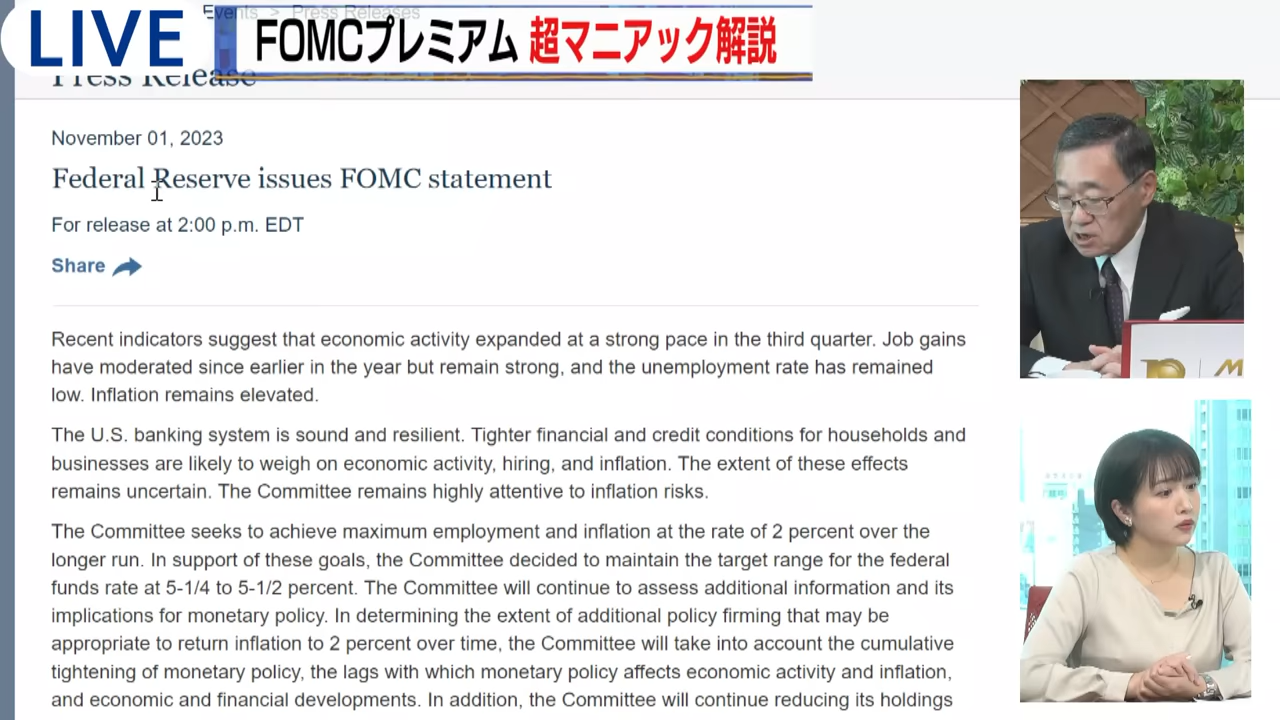 LIVE
Events > Press Releases
FOMCプレミアム 超マニアック解説
Press Release
November 01, 2023
Federal Reserve issues FOMC statement
For release at 2:00 p.m. EDT
Share
Recent indicators suggest that economic activity expanded at a strong pace in the third quarter. Job gains
have moderated since earlier in the year but remain strong, and the unemployment rate has remained
low. Inflation remains elevated.
The U.S. banking system is sound and resilient. Tighter financial and credit conditions for households and
businesses are likely to weigh on economic activity, hiring, and inflation. The extent of these effects
remains uncertain. The Committee remains highly attentive to inflation risks.
The Committee seeks to achieve maximum employment and inflation at the rate of 2 percent over the
longer run. In support of these goals, the Committee decided to maintain the target range for the federal
funds rate at 5-1/4 to 5-1/2 percent. The Committee will continue to assess additional information and its
implications for monetary policy. In determining the extent of additional policy firming that may be
appropriate to return inflation to 2 percent over time, the Committee will take into account the cumulative
tightening of monetary policy, the lags with which monetary policy affects economic activity and inflation,
and economic and financial developments. In addition, the Committee will continue reducing its holdings